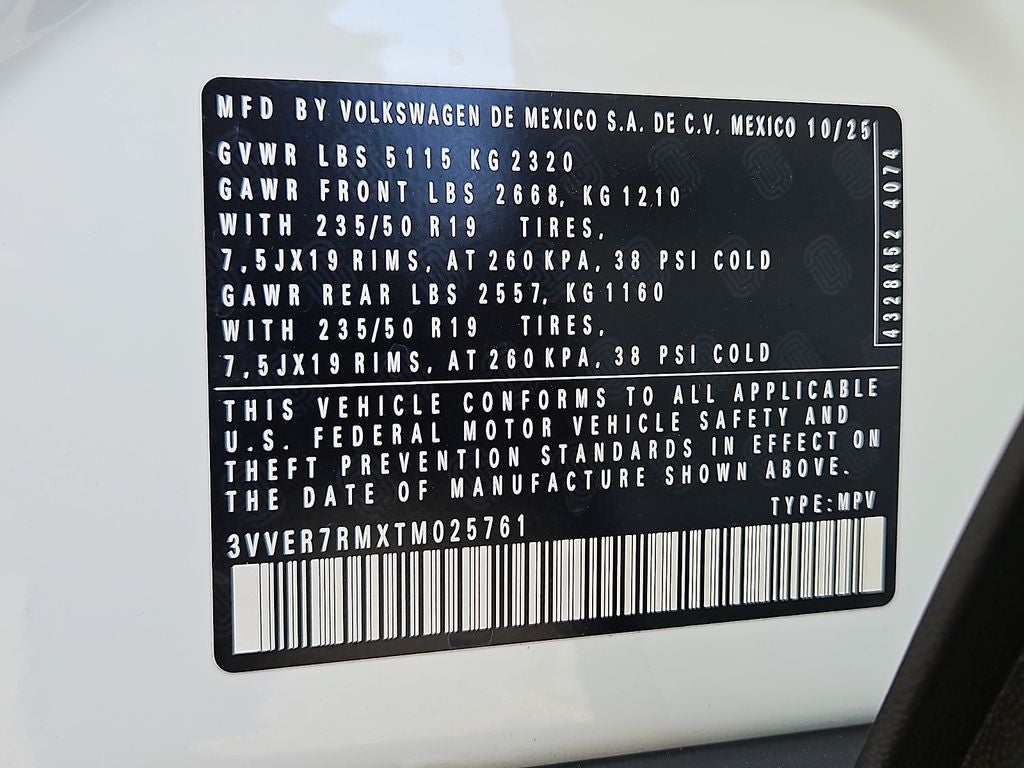 MFD BY VOLKSWAGEN DE MEXICO S.A. DE C.V. MEXICO 10/25
GVWR LBS 5115 KG 2320
GAWR FRONT LBS 2668, KG 1210
WITH 235/50 R19 TIRES,
7,5JX19 RIMS, AT 260 KPA, 38 PSI COLD
GAWR REAR LBS 2557, KG 1160
WITH 235/50 R19 TIRES,
7,5JX19 RIMS, AT 260 KPA, 38 PSI COLD
4328452 4074
THIS VEHICLE CONFORMS TO ALL APPLICABLE
U.S. FEDERAL MOTOR VEHICLE SAFETY AND
THEFT PREVENTION STANDARDS IN EFFECT ON
THE DATE OF MANUFACTURE SHOWN ABOVE.
TYPE:MPV
3VVER7RMXTM025761